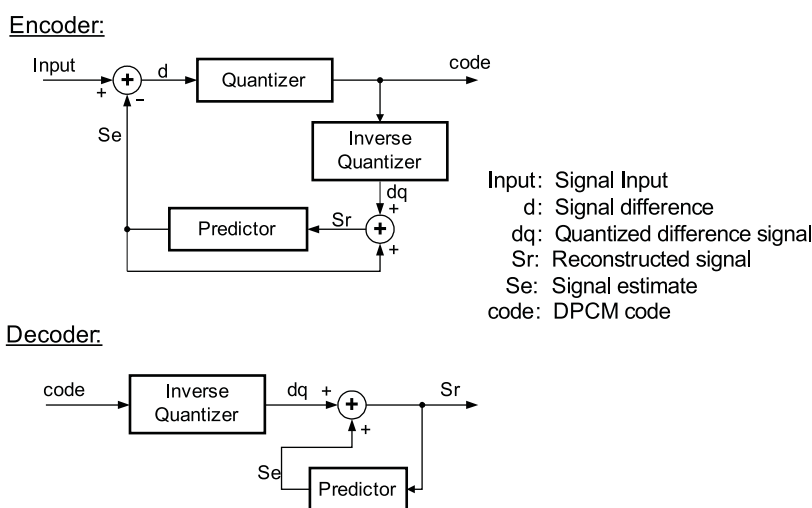 Encoder:
Input
+
+
−
d
Quantizer
code
Se
Inverse
Quantizer
dq
+
Predictor
Sr
+
+
Input: Signal Input
d: Signal difference
dq: Quantized difference signal
Sr: Reconstructed signal
Se: Signal estimate
code: DPCM code
Decoder:
code
Inverse
Quantizer
dq
+
+
Sr
+
Se
Predictor